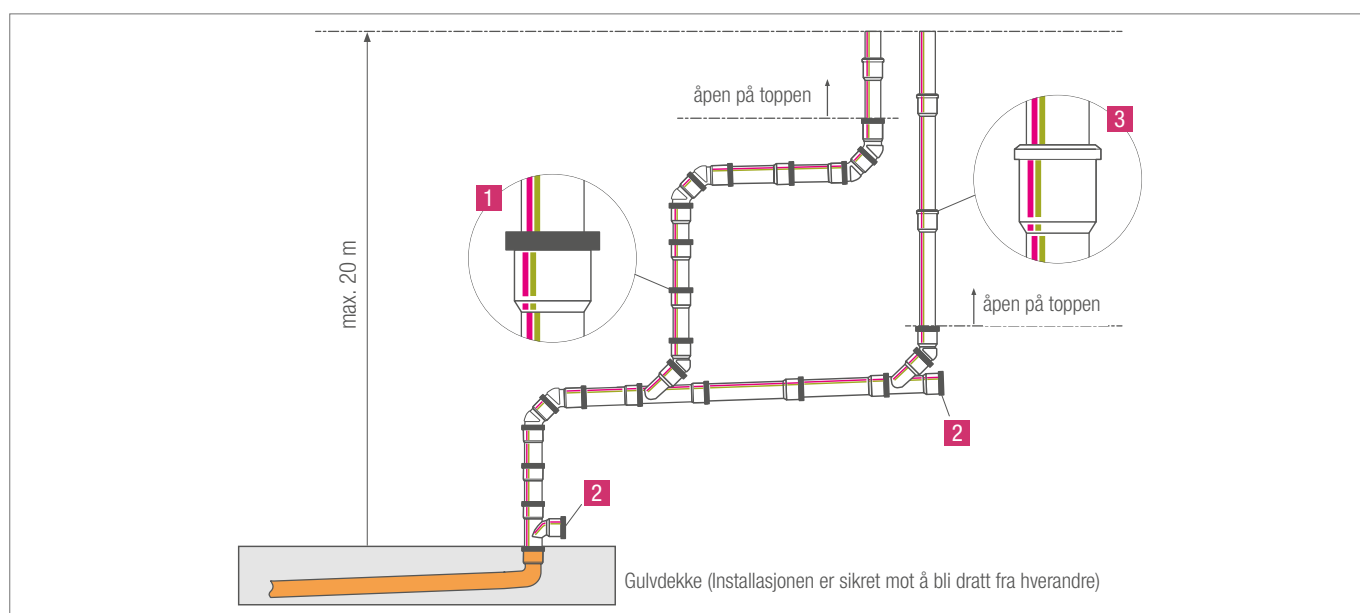 åpen på toppen
3
1
max. 20 m
åpen på toppen
2
2
Gulvdekke (Installasjonen er sikret mot å bli dratt fra hverandre)